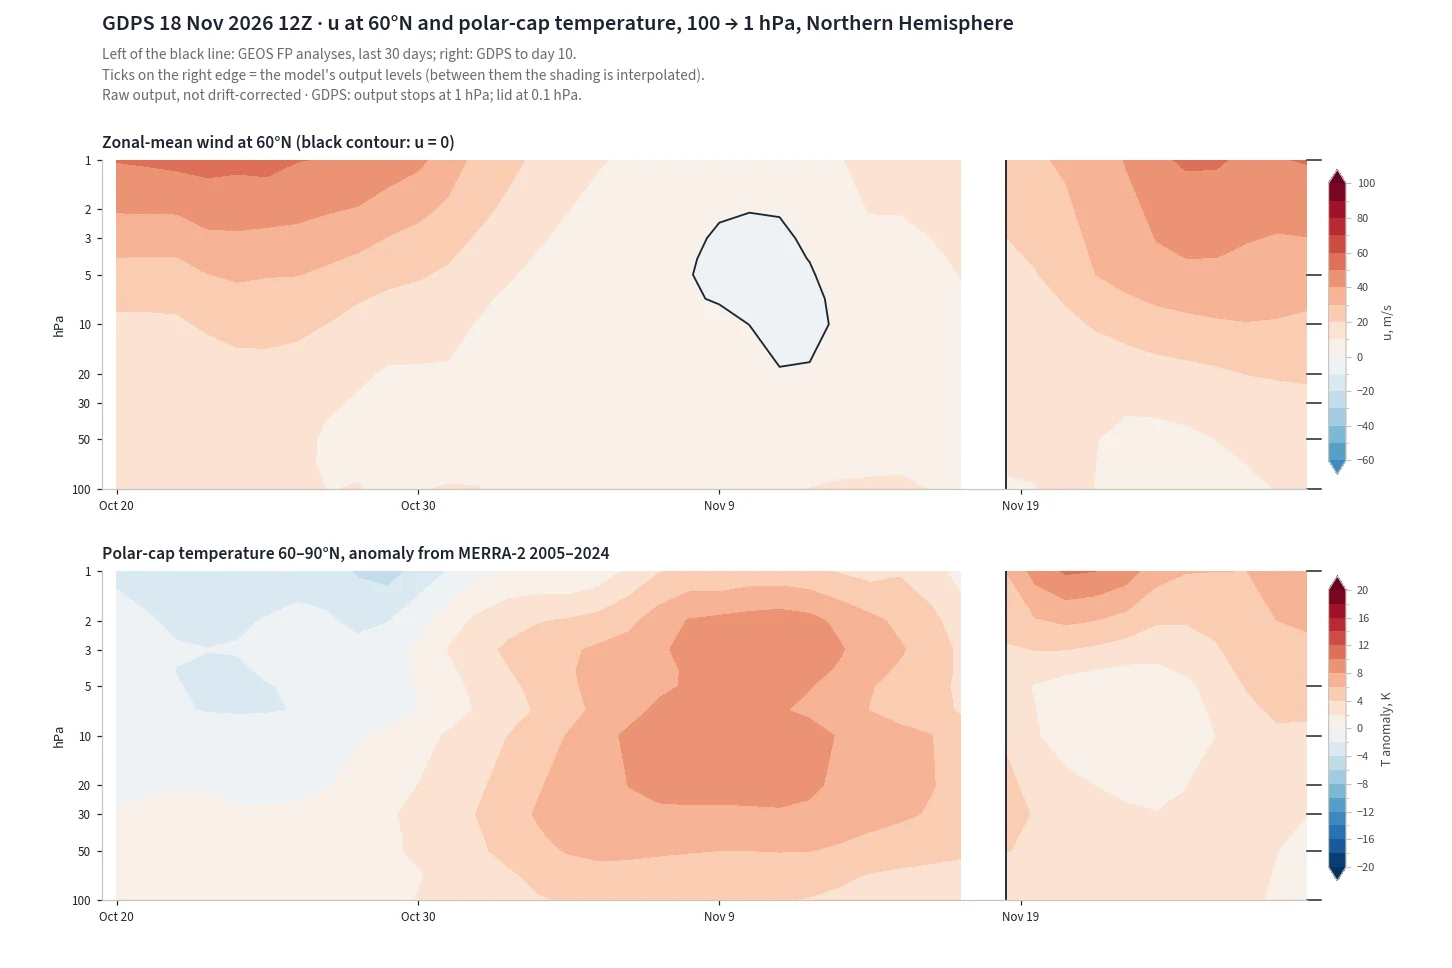 GDPS 18 Nov 2026 12Z · u at 60°N and polar-cap temperature, 100 → 1 hPa, Northern Hemisphere
Left of the black line: GEOS FP analyses, last 30 days; right: GDPS to day 10.
Ticks on the right edge = the model's output levels (between them the shading is interpolated).
Raw output, not drift-corrected · GDPS: output stops at 1 hPa; lid at 0.1 hPa.
Zonal-mean wind at 60°N (black contour: u = 0)
1
2
3
5
10
20
30
50
100
hPa
Oct 20
Oct 30
Nov 9
Nov 19
100
80
60
40
20
0
−20
−40
−60
u, m/s
Polar-cap temperature 60–90°N, anomaly from MERRA-2 2005–2024
1
2
3
5
10
20
30
50
100
hPa
Oct 20
Oct 30
Nov 9
Nov 19
20
16
12
8
4
0
−4
−8
−12
−16
−20
T anomaly, K